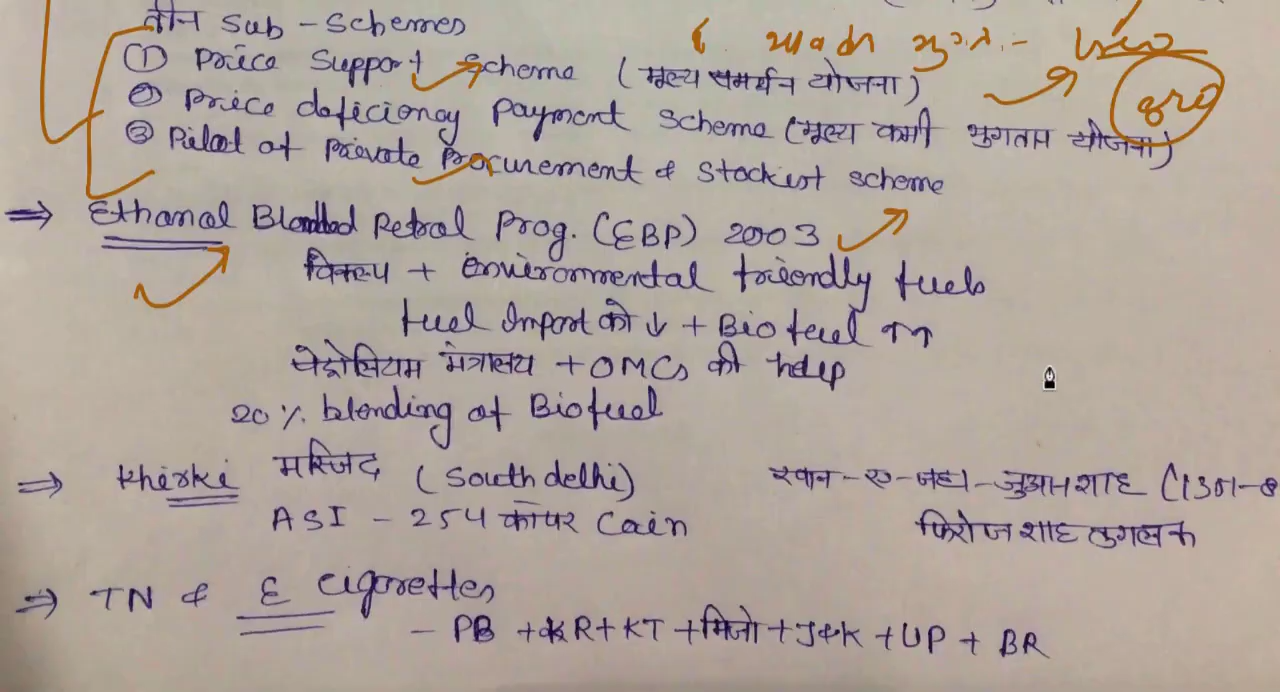 तीन Sub - Schemes
① Price Support Scheme (मूल्य समर्थन योजना)
② Price deficiency Payment Scheme (मूल्य कमी भुगतान योजना)
③ Pilot of Private Procurement & Stockist scheme
⇒ Ethanol Blended Petrol Prog. (EBP) 2003
विकल्प + environmental friendly fuels
fuel Import को ↓ + Biofuel ↑↑
पेट्रोलियम मंत्रालय + OMCs की help
20% blending of Biofuel
⇒ Khirki मस्जिद (South delhi)
खान-ए-जहां-जुनाशाह (1351-8
ASI - 254 कॉपर Coin
फिरोजशाह तुगलक
⇒ TN & E Cigarettes
- PB + KR + KT + मिजो + J&K + UP + BR